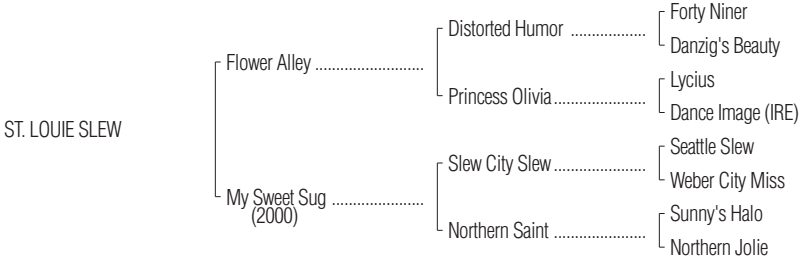 Forty Niner
Distorted Humor ..................
Danzig's Beauty
Flower Alley ..........................
Lycius
Princess Olivia......................
Dance Image (IRE)
ST. LOUIE SLEW
Seattle Slew
Slew City Slew......................
Weber City Miss
My Sweet Sug ......................
(2000)
Sunny's Halo
Northern Saint ......................
Northern Jolie